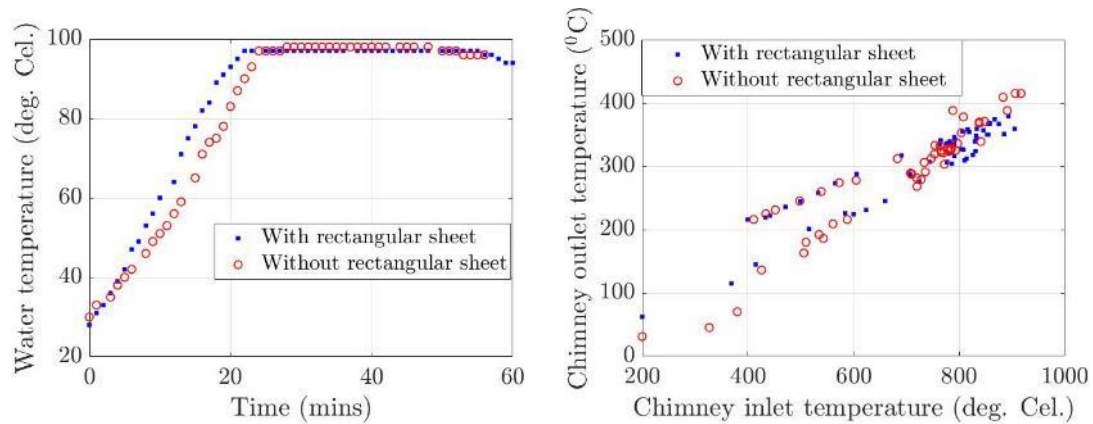 Water temperature (deg. Cel.)
100
80
60
40
20
With rectangular sheet
Without rectangular sheet
0
20
40
60
Time (mins)
Chimney outlet temperature (⁰C)
500
400
300
200
100
0
With rectangular sheet
Without rectangular sheet
200
400
600
800
1000
Chimney inlet temperature (deg. Cel.)